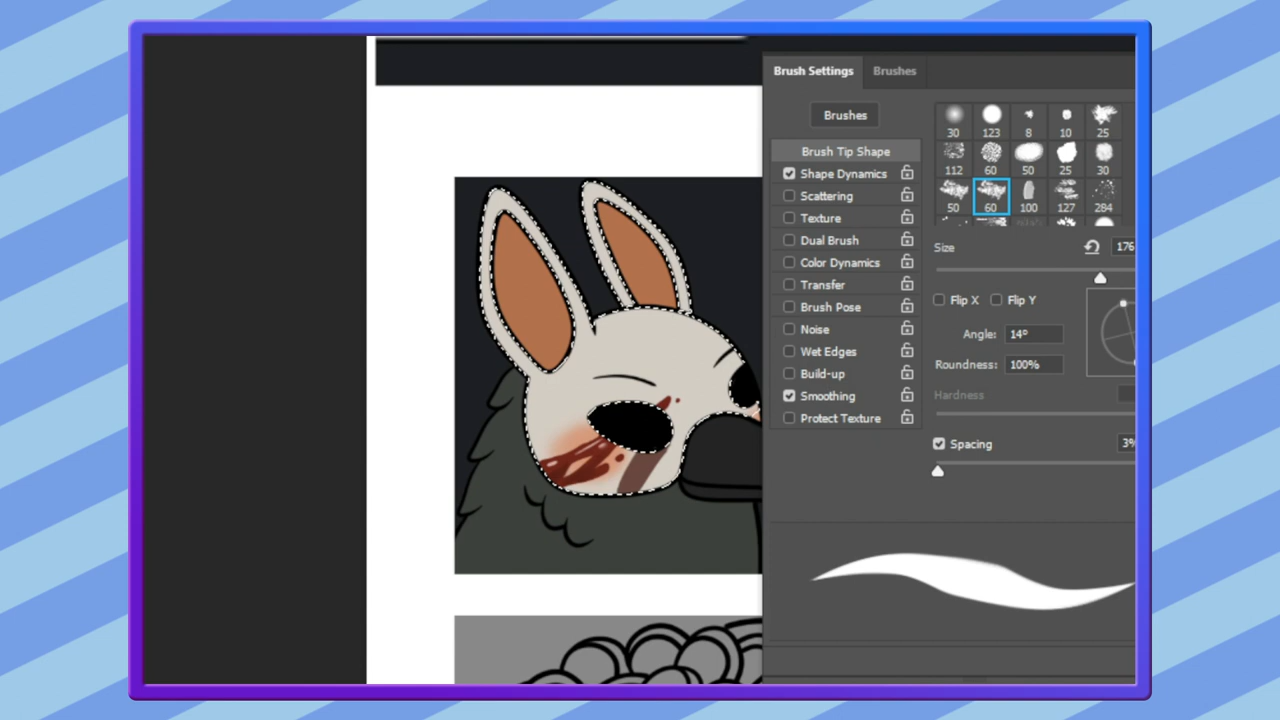 Brush Settings
Brushes
Brushes
Brush Tip Shape
Shape Dynamics
Scattering
Texture
Dual Brush
Color Dynamics
Transfer
Brush Pose
Noise
Wet Edges
Build-up
Smoothing
Protect Texture
30 123 8 10 25
112 60 50 25 30
50 60 100 127 284
Size 176
Flip X Flip Y
Angle: 14°
Roundness: 100%
Hardness
Spacing 3%